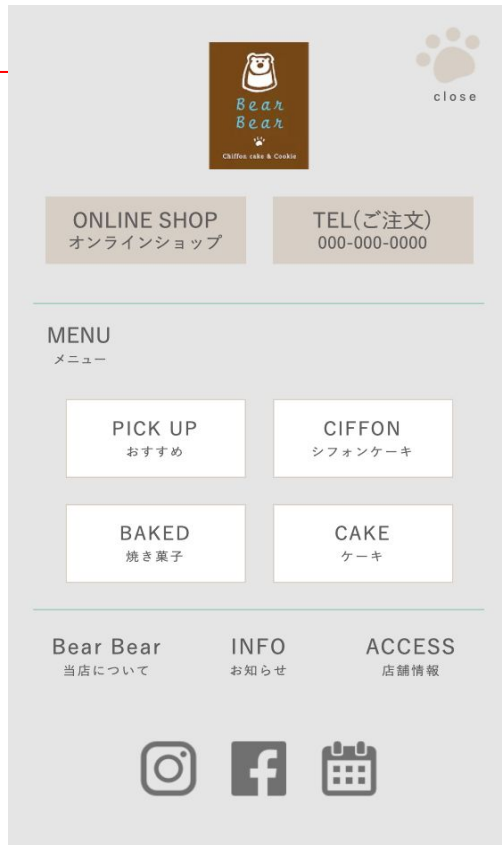 Bear
Bear
Chiffon cake & Cookie
close
ONLINE SHOP
オンラインショップ
TEL(ご注文)
000-000-0000
MENU
メニュー
PICK UP
おすすめ
CIFFON
シフォンケーキ
BAKED
焼き菓子
CAKE
ケーキ
Bear Bear
当店について
INFO
お知らせ
ACCESS
店舗情報